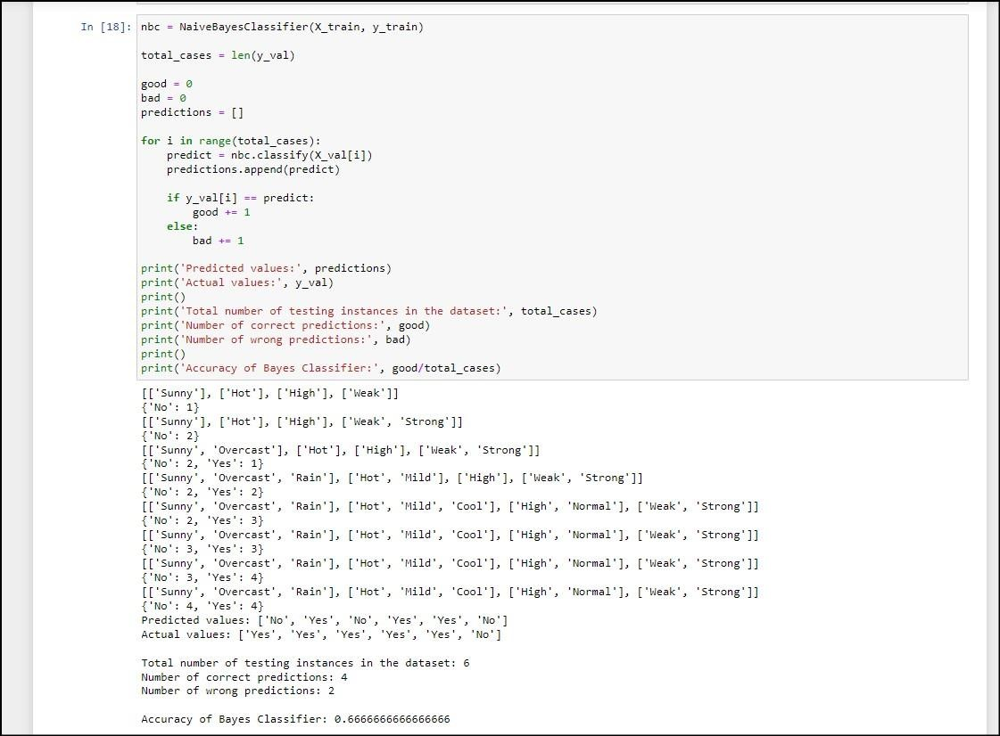 In [18]: nbc = NaiveBayesClassifier(X_train, y_train)
total_cases = len(y_val)
good = 0
bad = 0
predictions = []
for i in range(total_cases):
predict = nbc.classify(X_val[i])
predictions.append(predict)
if y_val[i] == predict:
good += 1
else:
bad += 1
print('Predicted values:', predictions)
print('Actual values:', y_val)
print()
print('Total number of testing instances in the dataset:', total_cases)
print('Number of correct predictions:', good)
print('Number of wrong predictions:', bad)
print()
print('Accuracy of Bayes Classifier:', good/total_cases)
[['Sunny'], ['Hot'], ['High'], ['Weak']]
{'No': 1}
[['Sunny'], ['Hot'], ['High'], ['Weak', 'Strong']]
{'No': 2}
[['Sunny', 'Overcast'], ['Hot'], ['High'], ['Weak', 'Strong']]
{'No': 2, 'Yes': 1}
[['Sunny', 'Overcast', 'Rain'], ['Hot', 'Mild'], ['High'], ['Weak', 'Strong']]
{'No': 2, 'Yes': 2}
[['Sunny', 'Overcast', 'Rain'], ['Hot', 'Mild', 'Cool'], ['High', 'Normal'], ['Weak', 'Strong']]
{'No': 2, 'Yes': 3}
[['Sunny', 'Overcast', 'Rain'], ['Hot', 'Mild', 'Cool'], ['High', 'Normal'], ['Weak', 'Strong']]
{'No': 3, 'Yes': 3}
[['Sunny', 'Overcast', 'Rain'], ['Hot', 'Mild', 'Cool'], ['High', 'Normal'], ['Weak', 'Strong']]
{'No': 3, 'Yes': 4}
[['Sunny', 'Overcast', 'Rain'], ['Hot', 'Mild', 'Cool'], ['High', 'Normal'], ['Weak', 'Strong']]
{'No': 4, 'Yes': 4}
Predicted values: ['No', 'Yes', 'No', 'Yes', 'Yes', 'No']
Actual values: ['Yes', 'Yes', 'Yes', 'Yes', 'Yes', 'No']
Total number of testing instances in the dataset: 6
Number of correct predictions: 4
Number of wrong predictions: 2
Accuracy of Bayes Classifier: 0.6666666666666666